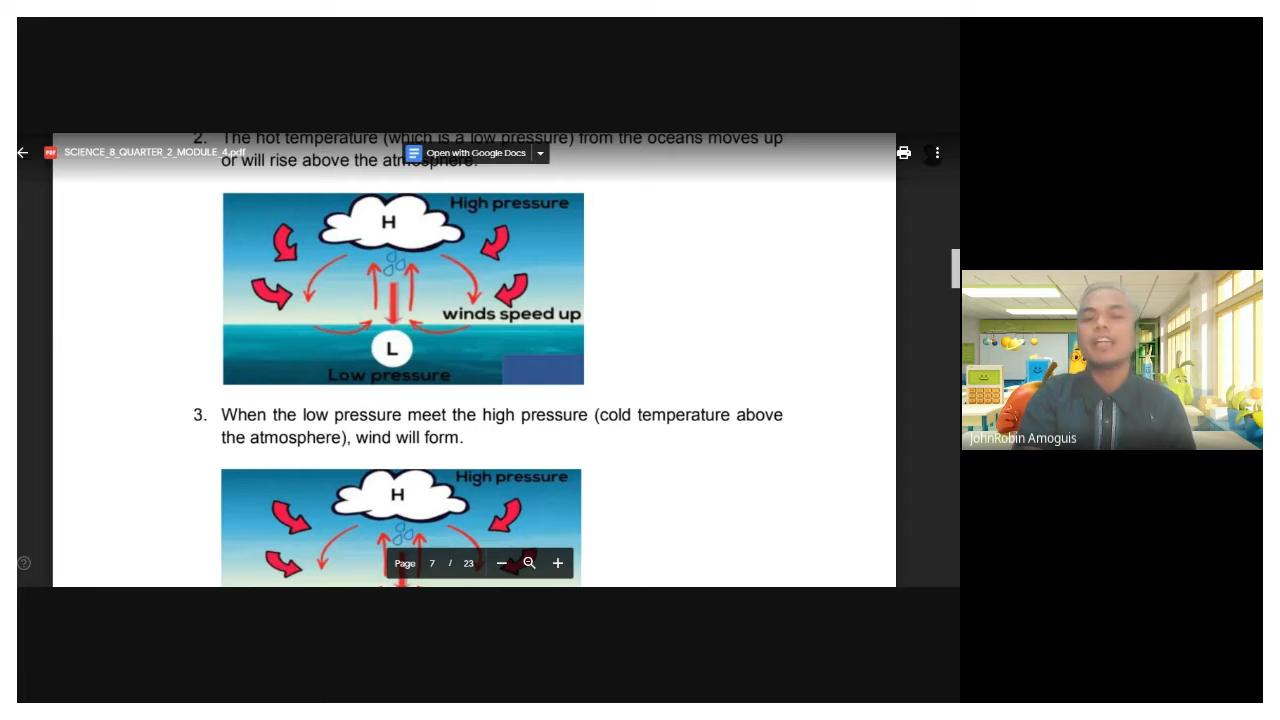 2. The hot temperature (which is a low pressure) from the oceans moves up
SCIENCE_8_QUARTER_2_MODULE_4.pdf
Open with Google Docs
or will rise above the atmosphere.
High pressure
H
winds speed up
L
Low pressure
3. When the low pressure meet the high pressure (cold temperature above
the atmosphere), wind will form.
JohnRobin Amoguis
High pressure
H
Page 7 / 23